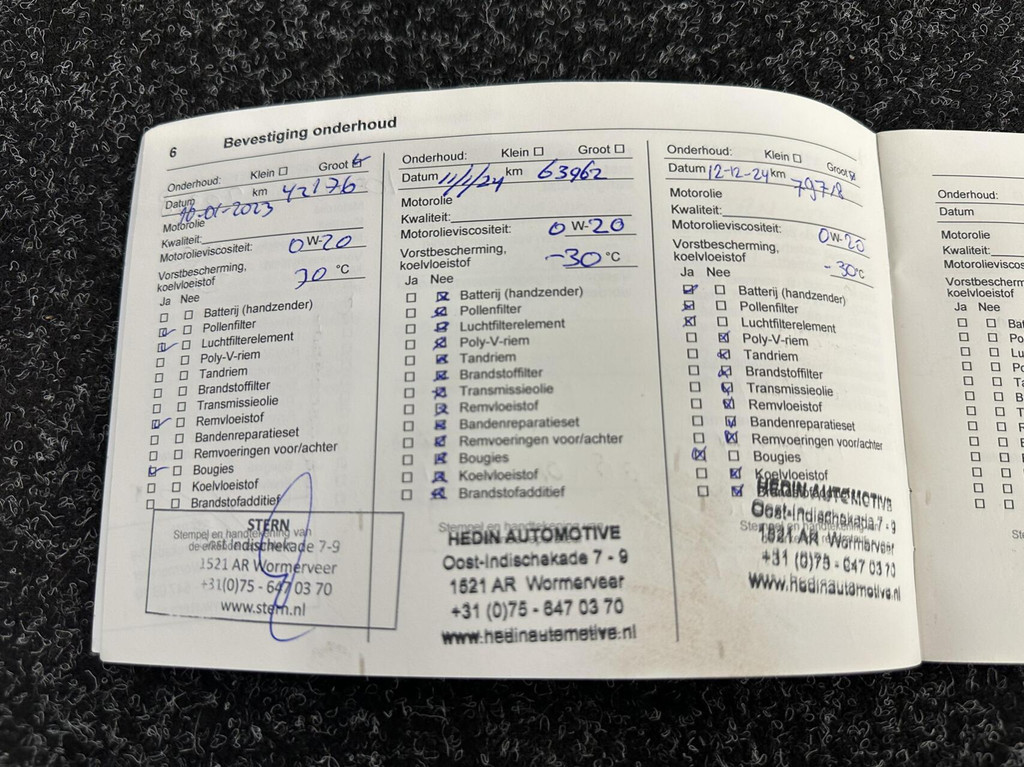 6 Bevestiging onderhoud
Onderhoud: Klein Groot
Datum 10-01-2023 km 42176
Motorolie
Kwaliteit:
Motorolieviscositeit: 0W-20
Vorstbescherming,
koelvloeistof 30 °C
Ja Nee
Batterij (handzender)
Pollenfilter
Luchtfilterelement
Poly-V-riem
Tandriem
Brandstoffilter
Transmissieolie
Remvloeistof
Bandenreparatieset
Remvoeringen voor/achter
Bougies
Koelvloeistof
Brandstofadditief
Stempel en handtekening van
STERN
Oost-Indischekade 7-9
1521 AR Wormerveer
+31(0)75 - 647 03 70
www.stern.nl
Onderhoud: Klein Groot
Datum 11/1/24 km 63962
Motorolie
Kwaliteit:
Motorolieviscositeit: 0W-20
Vorstbescherming,
koelvloeistof -30 °C
Ja Nee
Batterij (handzender)
Pollenfilter
Luchtfilterelement
Poly-V-riem
Tandriem
Brandstoffilter
Transmissieolie
Remvloeistof
Bandenreparatieset
Remvoeringen voor/achter
Bougies
Koelvloeistof
Brandstofadditief
HEDIN AUTOMOTIVE
Oost-Indischekade 7 - 9
1521 AR Wormerveer
+31 (0)75 - 647 03 70
www.hedinautomotive.nl
Onderhoud: Klein Groot
Datum 12-12-24 km
Motorolie
Kwaliteit:
Motorolieviscositeit: 0W-20
Vorstbescherming,
koelvloeistof -30°C
Ja Nee
Batterij (handzender)
Pollenfilter
Luchtfilterelement
Poly-V-riem
Tandriem
Brandstoffilter
Transmissieolie
Remvloeistof
Bandenreparatieset
Remvoeringen voor/achter
Bougies
Koelvloeistof
HEDIN AUTOMOTIVE
Oost-Indischekade 7 - 9
1521 AR Wormerveer
+31 (0)75 - 647 03 70
www.hedinautomotive.nl
Onderhoud:
Datum
Motorolie
Kwaliteit:
Motorolievisco
Vorstbescherming
koelvloeistof
Ja Nee